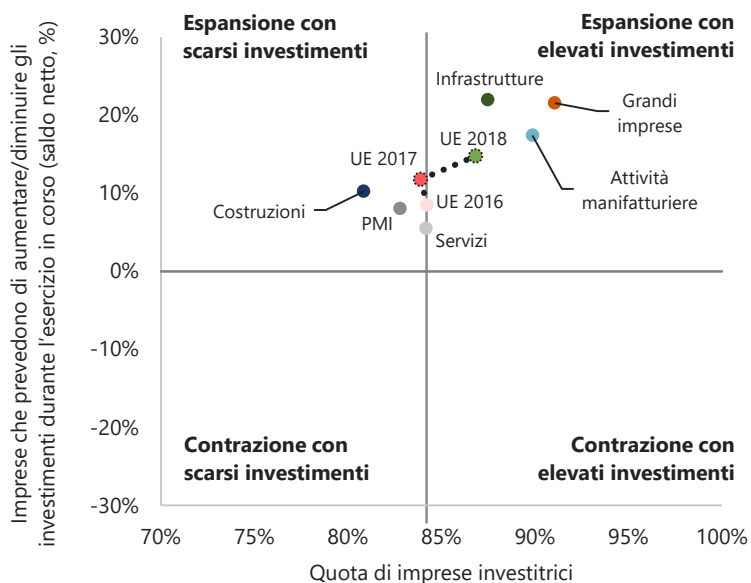 Imprese che prevedono di aumentare/diminuire gli
investimenti durante l'esercizio in corso (saldo netto, %)
30%
20%
10%
0%
-10%
-20%
-30%
Espansione con
scarsi investimenti
Espansione con
elevati investimenti
Infrastrutture
Grandi
imprese
UE 2018
UE 2017
Attività
manifatturiere
Costruzioni
UE 2016
PMI
Servizi
Contrazione con
scarsi investimenti
Contrazione con
elevati investimenti
70%
75%
80%
85%
90%
95%
100%
Quota di imprese investitrici